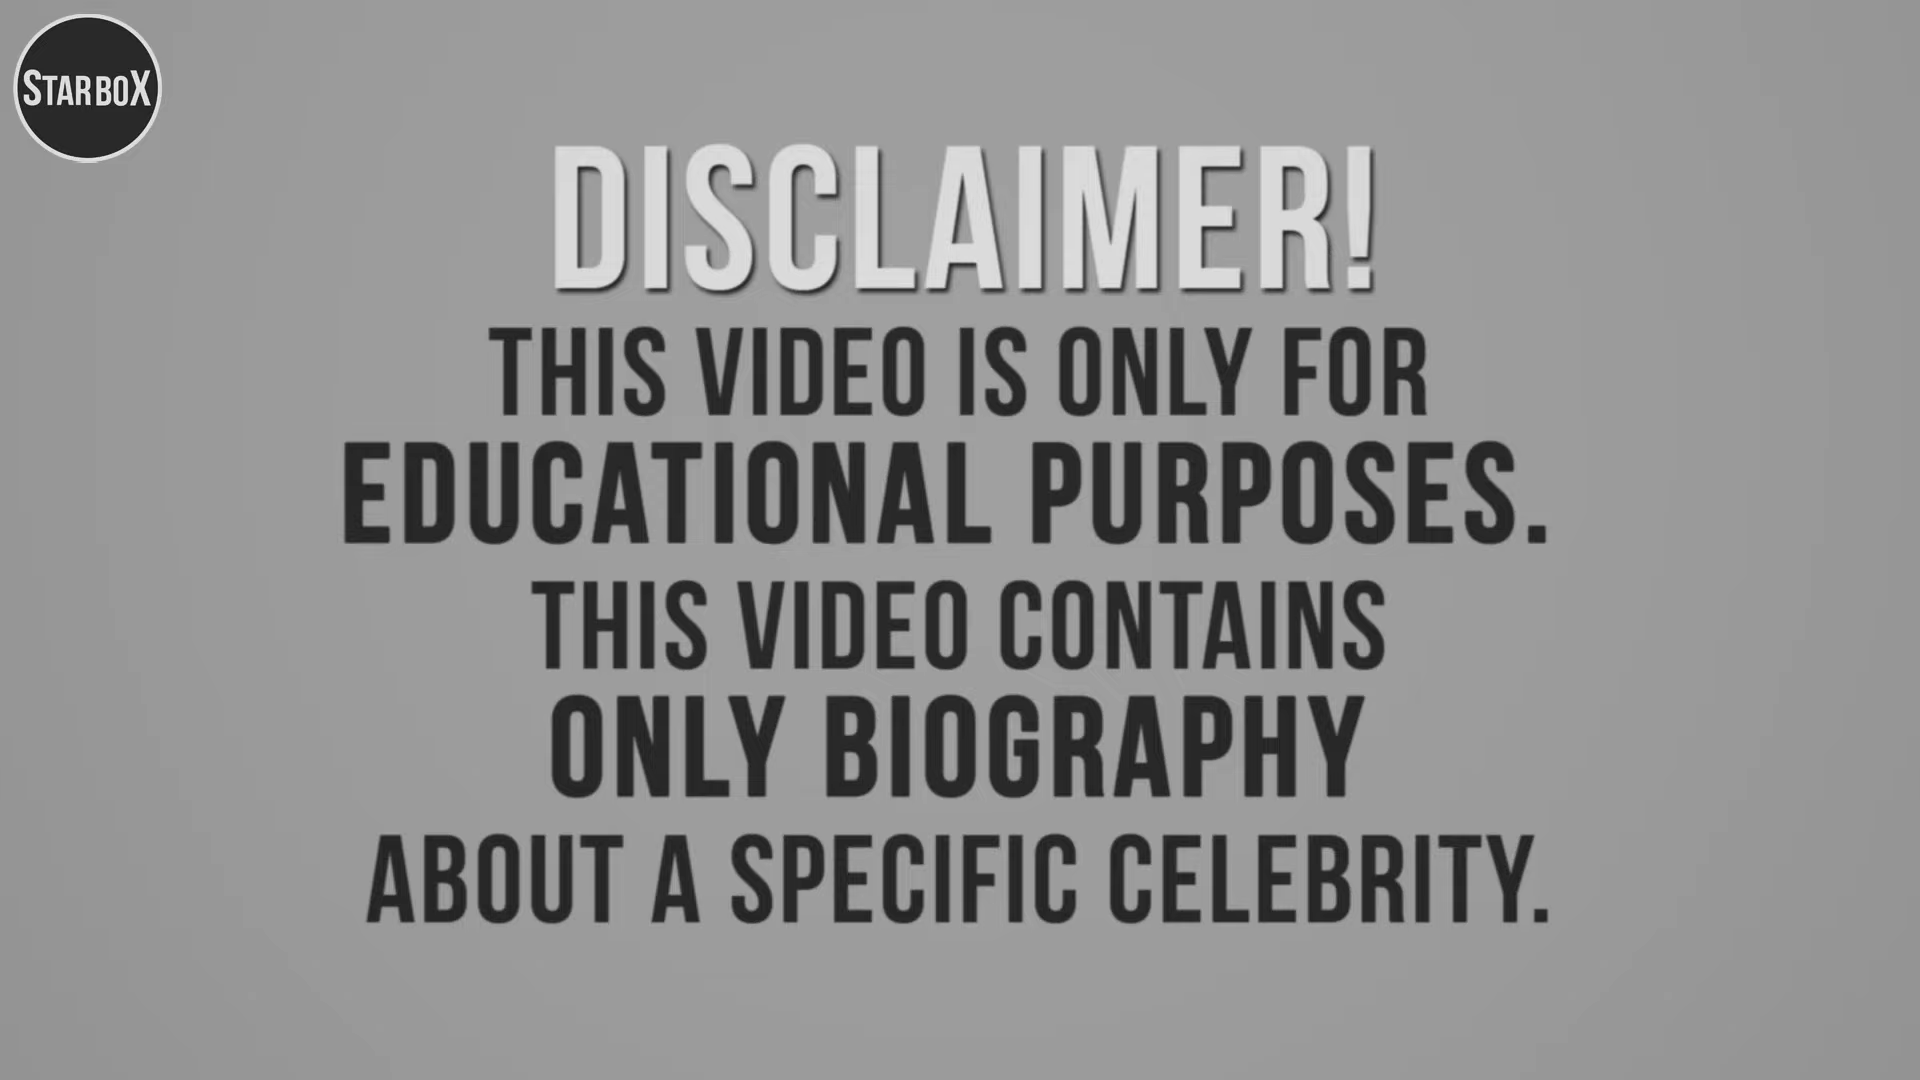 STARBOX
DISCLAIMER!
THIS VIDEO IS ONLY FOR
EDUCATIONAL PURPOSES.
THIS VIDEO CONTAINS
ONLY BIOGRAPHY
ABOUT A SPECIFIC CELEBRITY.